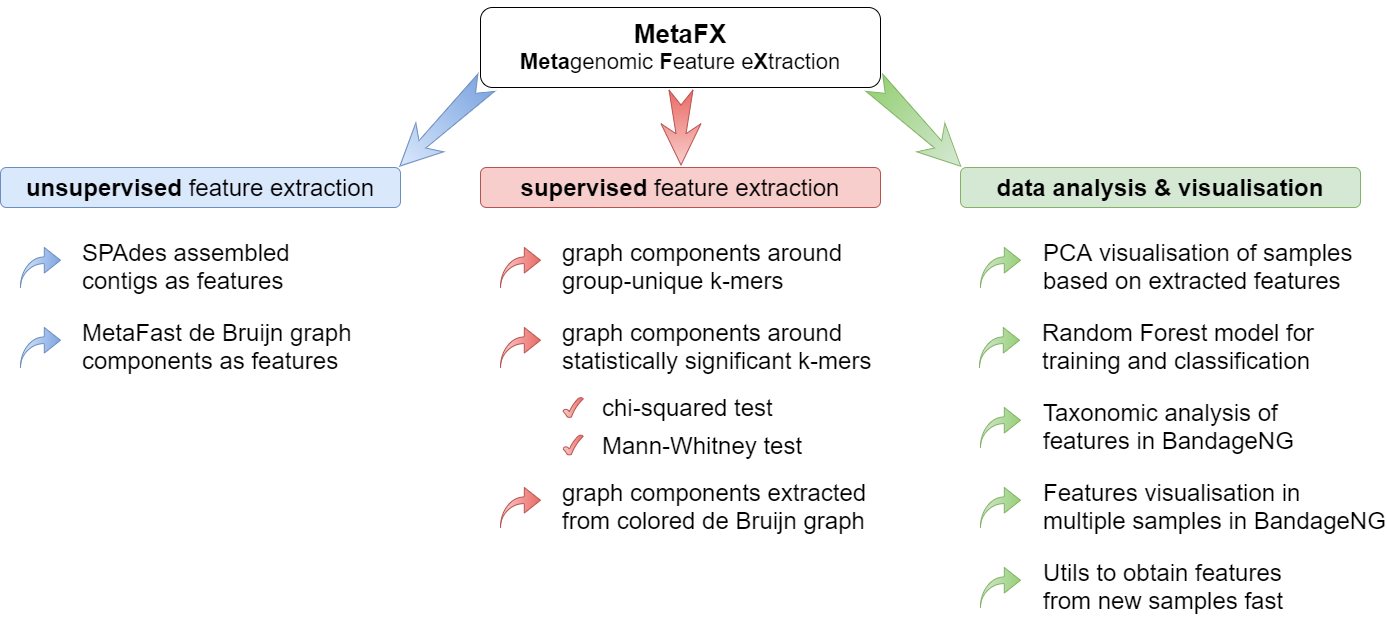 MetaFX
Metagenomic Feature eXtraction
unsupervised feature extraction
SPAdes assembled
contigs as features
MetaFast de Bruijn graph
components as features
supervised feature extraction
graph components around
group-unique k-mers
graph components around
statistically significant k-mers
chi-squared test
Mann-Whitney test
graph components extracted
from colored de Bruijn graph
data analysis & visualisation
PCA visualisation of samples
based on extracted features
Random Forest model for
training and classification
Taxonomic analysis of
features in BandageNG
Features visualisation in
multiple samples in BandageNG
Utils to obtain features
from new samples fast